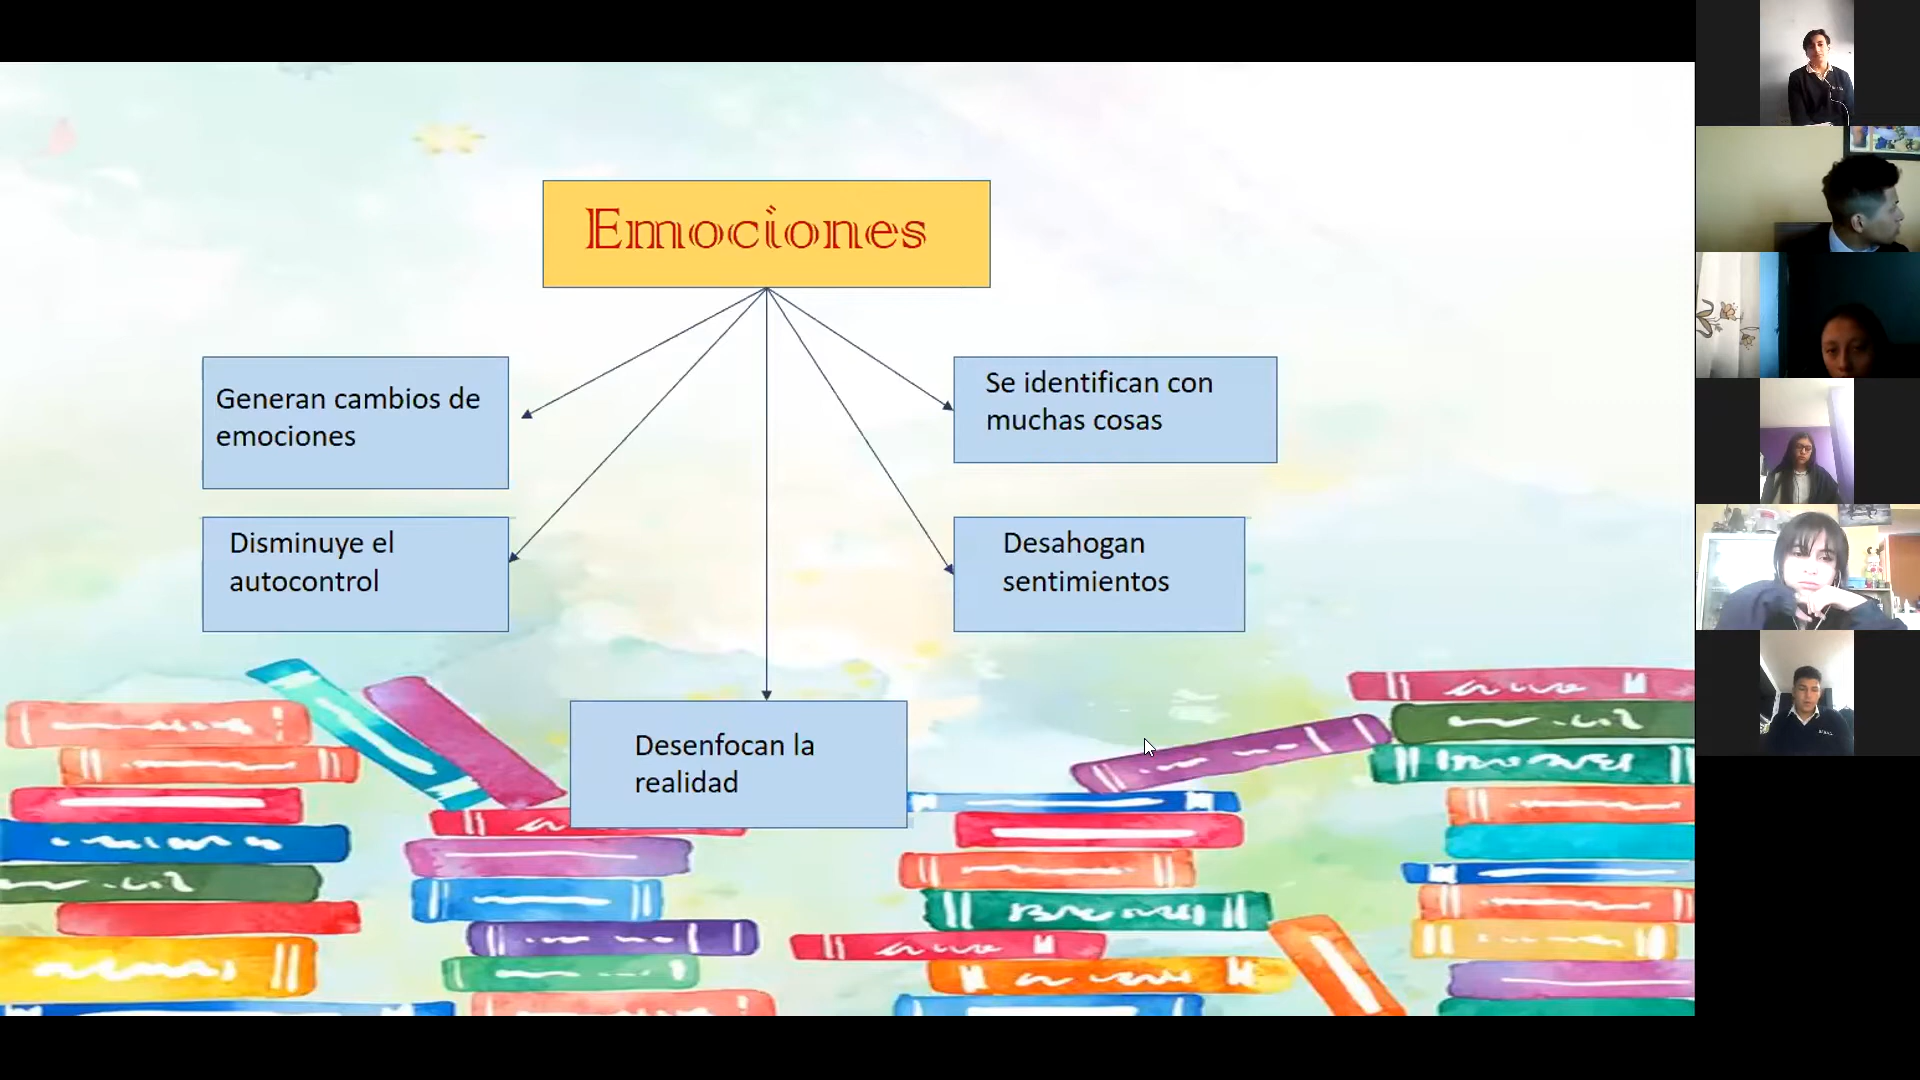 Emociones
Generan cambios de
emociones
Se identifican con
muchas cosas
Disminuye el
autocontrol
Desahogan
sentimientos
Desenfocan la
realidad